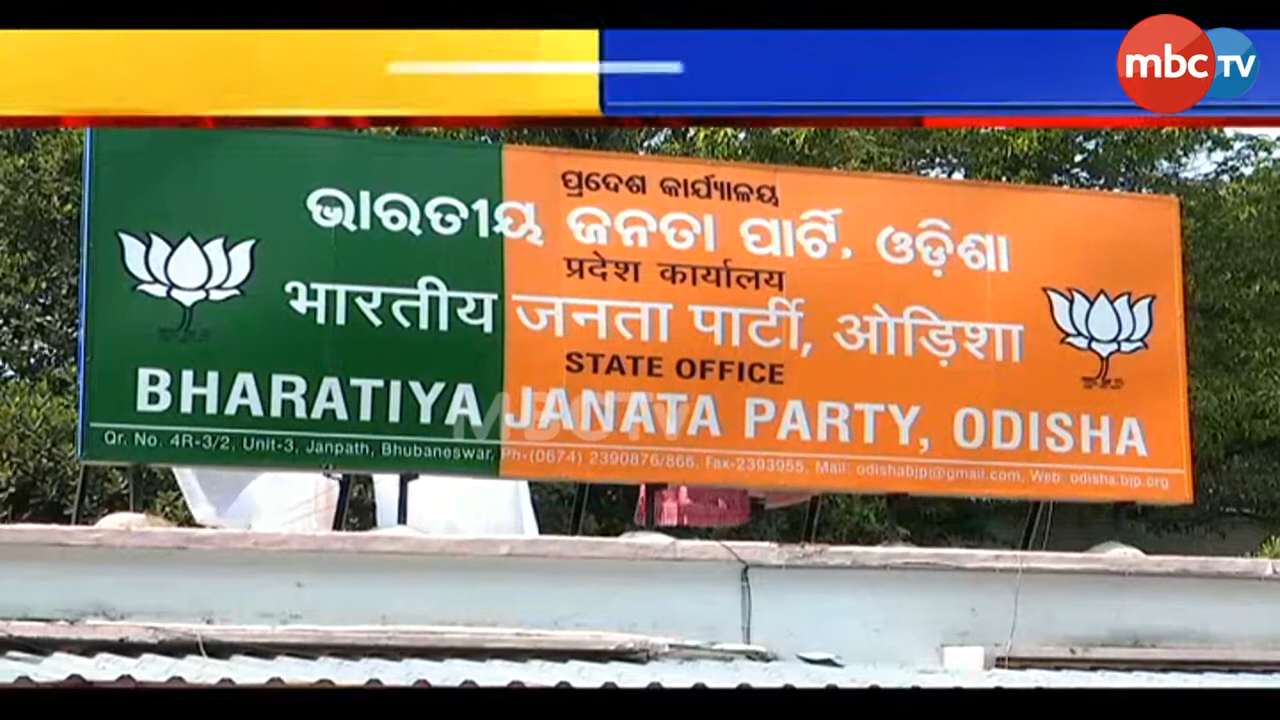 mbc TV
ପ୍ରଦେଶ କାର୍ଯ୍ୟାଳୟ
ଭାରତୀୟ ଜନତା ପାର୍ଟି, ଓଡ଼ିଶା
प्रदेश कार्यालय
भारतीय जनता पार्टी, ओड़िशा
STATE OFFICE
BHARATIYA JANATA PARTY, ODISHA
MBCTV
Qr. No. 4R-3/2, Unit-3, Janpath, Bhubaneswar, Ph-(0674) 2390876/866, Fax-2393955, Mail: odishabjp@gmail.com, Web: odisha.bjp.org